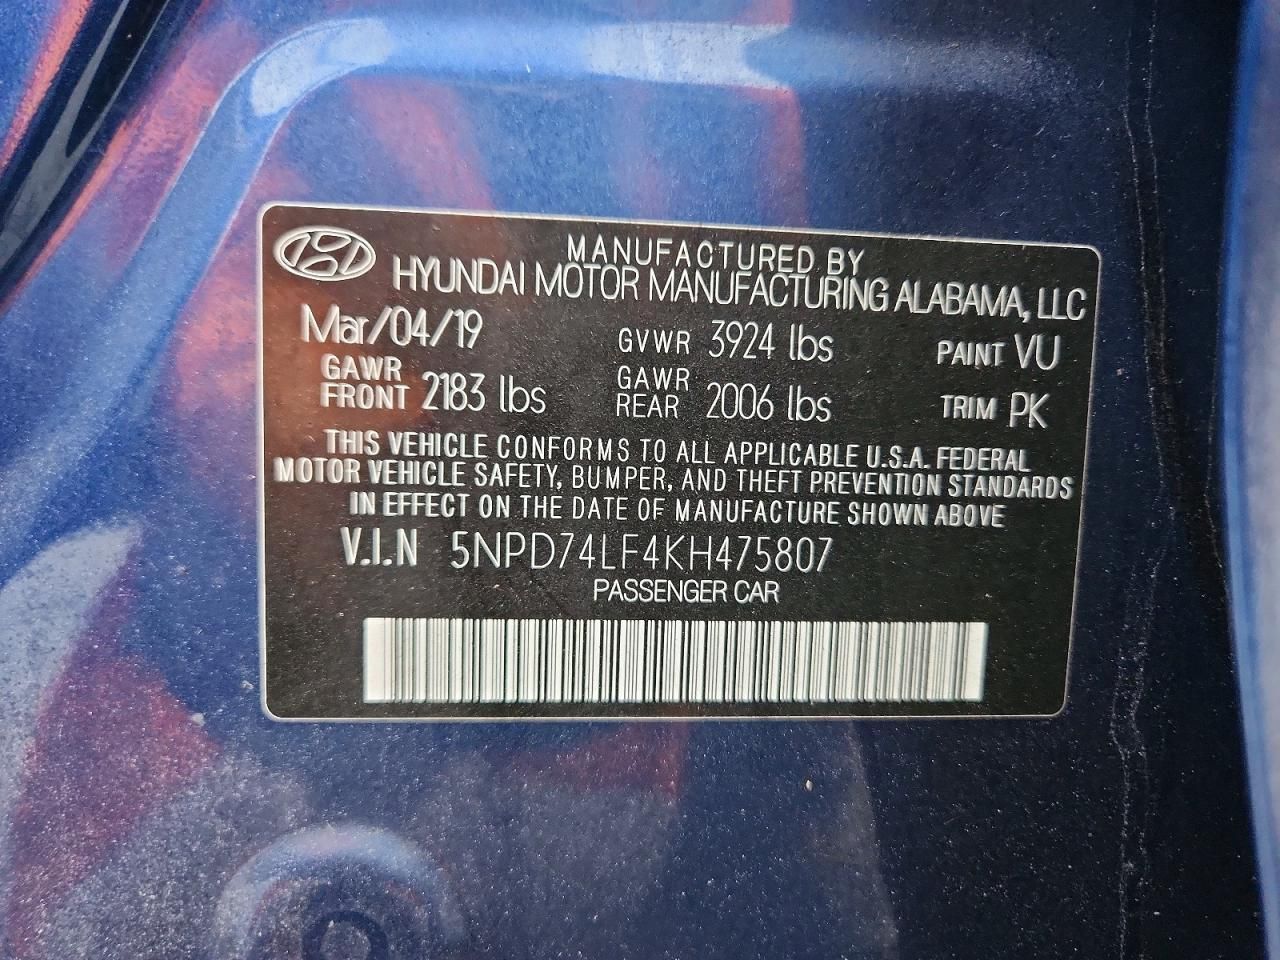 MANUFACTURED BY
HYUNDAI MOTOR MANUFACTURING ALABAMA, LLC
Mar/04/19 GVWR 3924 lbs PAINT VU
GAWR FRONT 2183 lbs GAWR REAR 2006 lbs TRIM PK
THIS VEHICLE CONFORMS TO ALL APPLICABLE U.S.A. FEDERAL
MOTOR VEHICLE SAFETY, BUMPER, AND THEFT PREVENTION STANDARDS
IN EFFECT ON THE DATE OF MANUFACTURE SHOWN ABOVE
V.I.N 5NPD74LF4KH475807
PASSENGER CAR